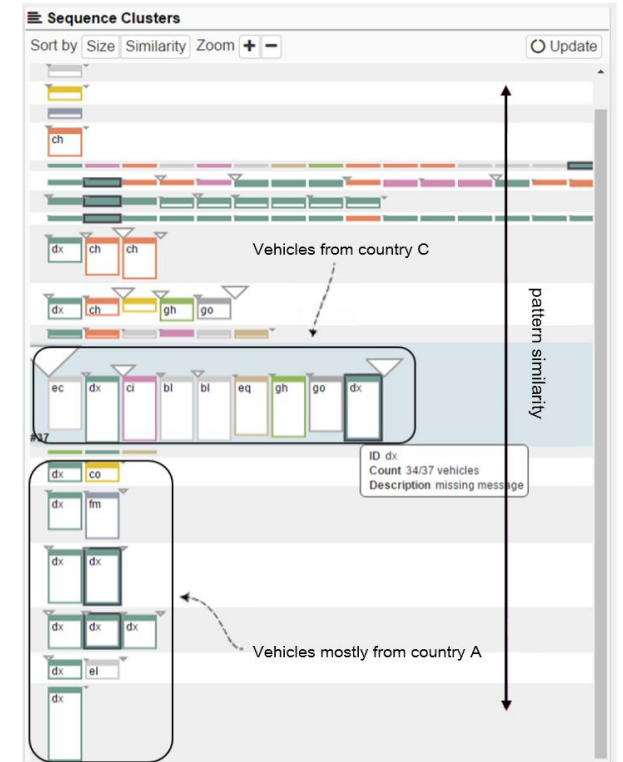 Sequence Clusters
Sort by Size Similarity Zoom + − Update
ch
dx ch ch
Vehicles from country C
dx ch gh go
pattern similarity
ec dx ci bl bl eq gh go dx
#37
ID dx
Count 34/37 vehicles
Description missing message
dx co
dx fm
dx dx
dx dx dx
Vehicles mostly from country A
dx el
dx